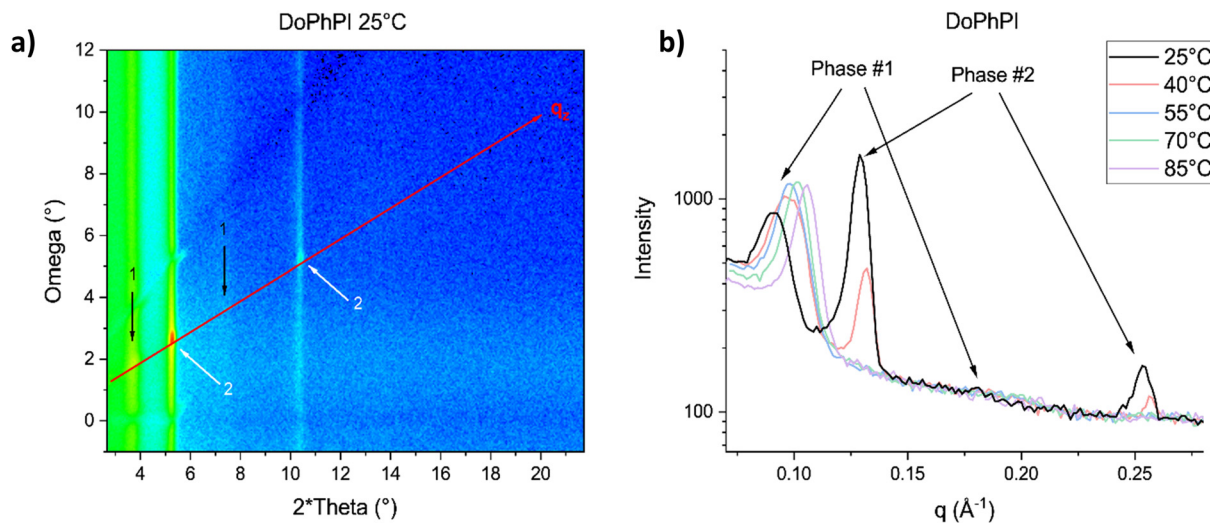 a)
DoPhPI 25°C
Omega (°)
12
10
8
6
4
2
0
1
1
2
2
qz
4 6 8 10 12 14 16 18 20
2*Theta (°)
b)
DoPhPI
Phase #1
Phase #2
25°C
40°C
55°C
70°C
85°C
Intensity
1000
100
0.10 0.15 0.20 0.25
q (Å-1)